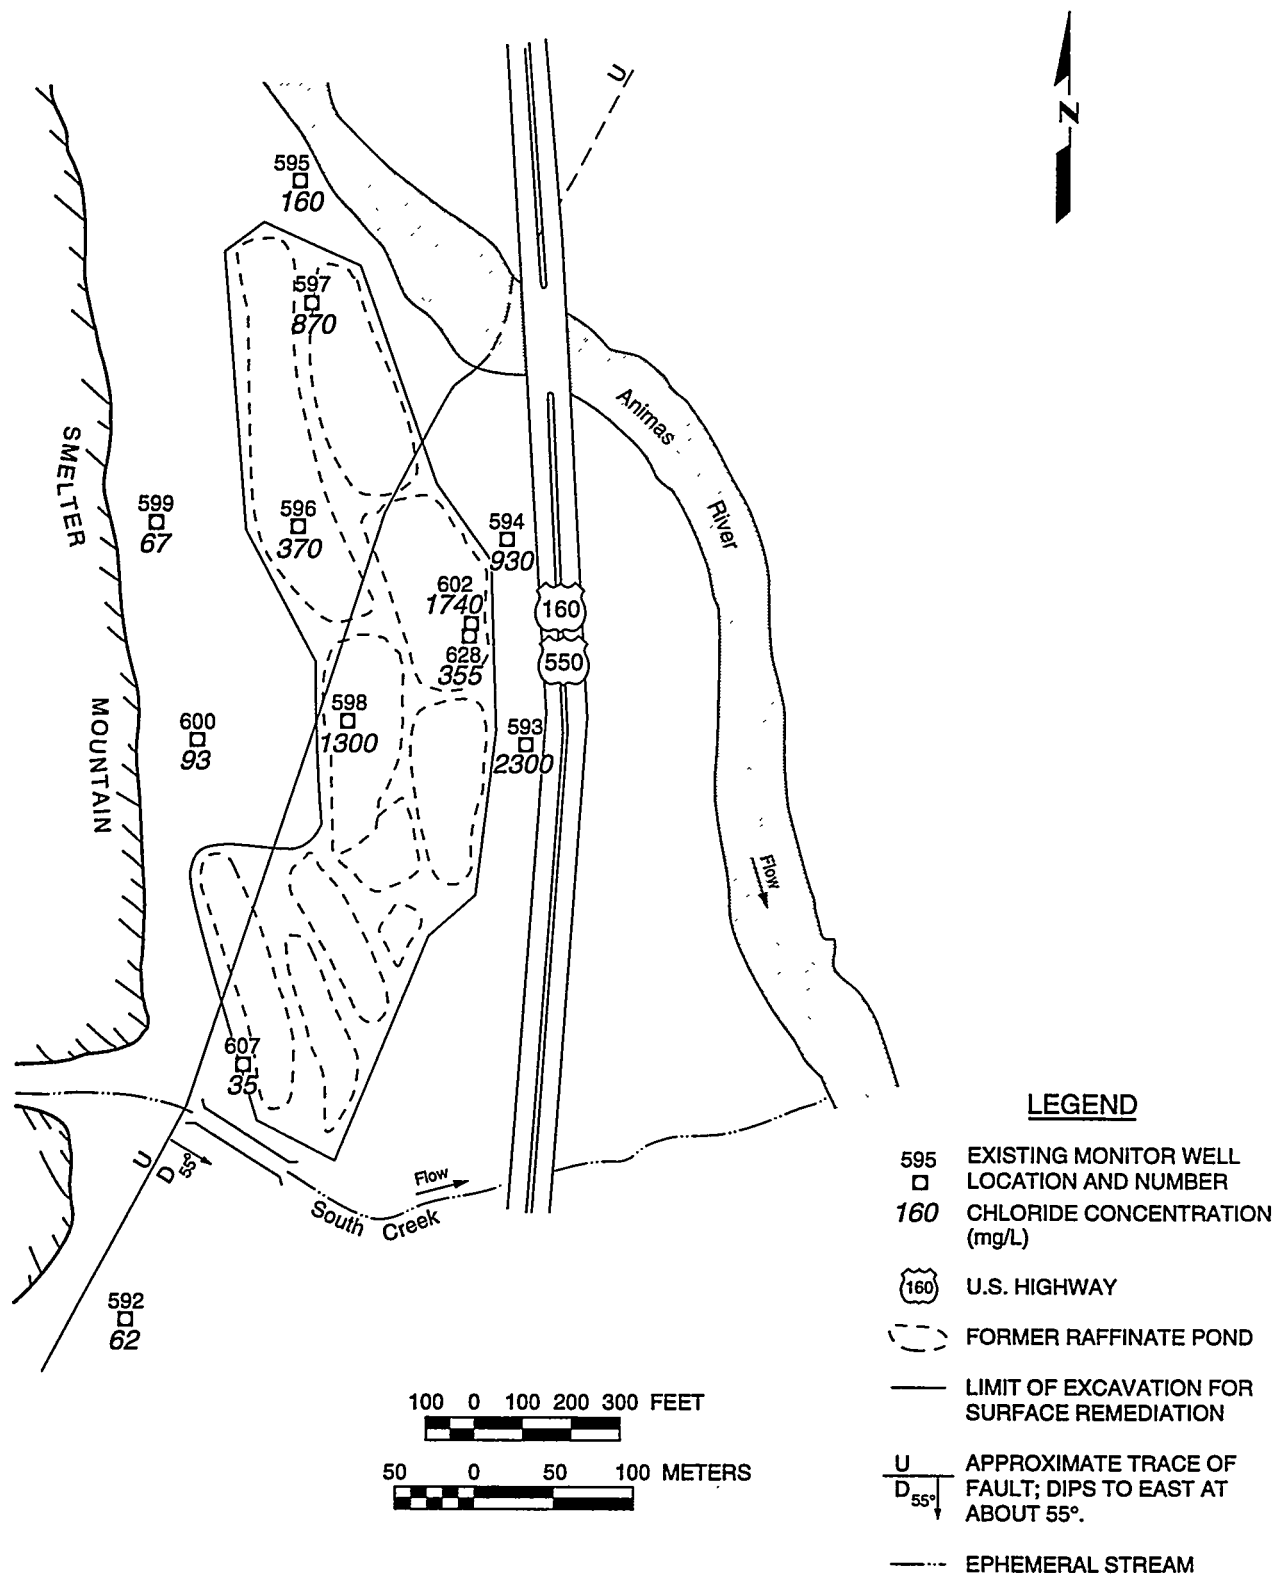 U
N
595
160
597
870
Animas
River
SMELTER
MOUNTAIN
599
67
596
370
594
930
602
1740
628
355
160
550
600
93
598
1300
593
2300
Flow
607
35
U
D
55°
Flow
South Creek
592
62
LEGEND
595
EXISTING MONITOR WELL
LOCATION AND NUMBER
160
CHLORIDE CONCENTRATION
(mg/L)
160
U.S. HIGHWAY
FORMER RAFFINATE POND
LIMIT OF EXCAVATION FOR
SURFACE REMEDIATION
U
D 55°
APPROXIMATE TRACE OF
FAULT; DIPS TO EAST AT
ABOUT 55°.
EPHEMERAL STREAM
100 0 100 200 300 FEET
50 0 50 100 METERS